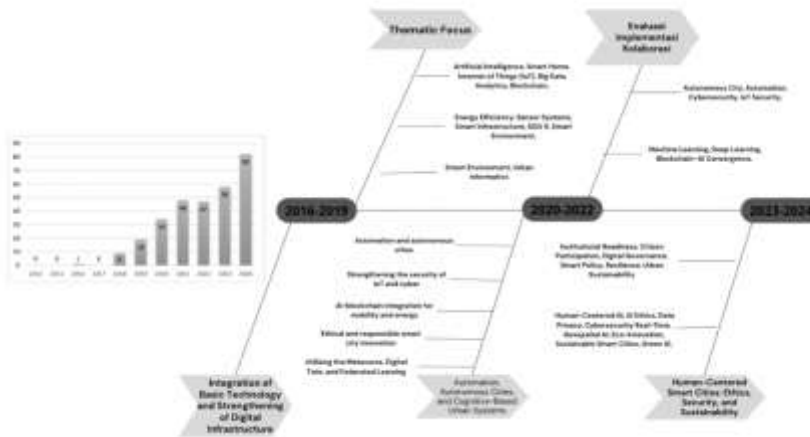 Thematic Focus
Evaluasi
Implementasi
Kolaborasi
Artificial Intelligence, Smart Home,
Internet of Things (IoT), Big Data,
Analytics, Blockchain.
Autonomous City, Automation,
Cybersecurity, IoT Security.
Energy Efficiency, Sensor Systems,
Smart Infrastructure, Smart
Environment.
Machine Learning, Deep Learning,
Blockchain-AI Convergence.
Smart Environment, Urban
Informatics
2016-2019
2020-2022
2023-2024
Automation and autonomous
cities
Strengthening the security of
IoT and cyber
AI-blockchain integration for
mobility and energy
Ethical and responsible smart
city innovation
Utilizing the Metaverse, Digital
Twin, and Federated Learning
Institutional Readiness, Citizen
Participation, Digital Governance,
Smart Policy, Resilience, Urban
Sustainability
Human-Centered AI, AI Ethics, Data
Privacy, Cybersecurity Real-Time
Geospatial AI, Eco-Innovation,
Sustainable Smart Cities, Green AI.
Integration of
Basic Technology
and Strengthening
of Digital
Infrastructure
Automation,
Autonomous Cities,
and Cognition-Based
Urban Systems
Human-Centered
Smart Cities: Ethics,
Security, and
Sustainability